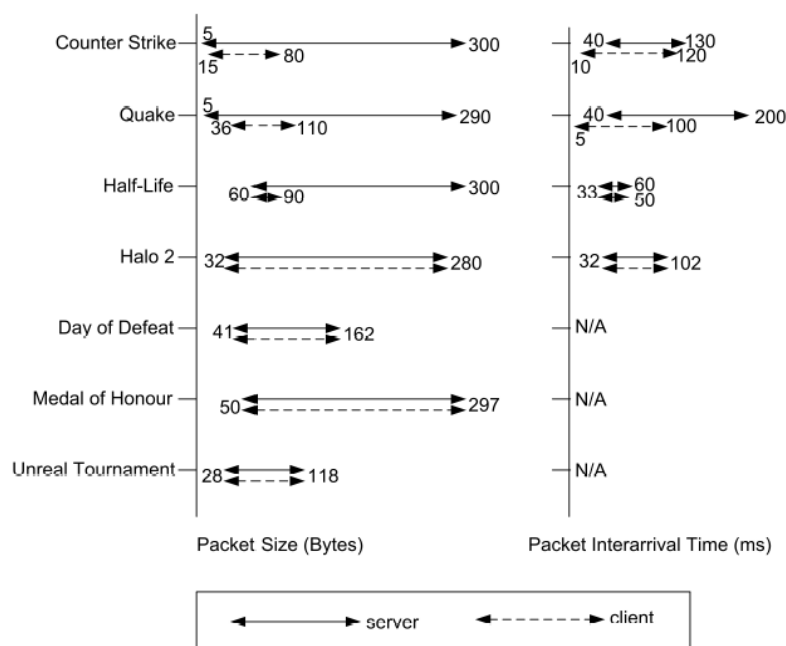 5
Counter Strike
300
40
130
15
80
10
120
5
Quake
290
40
200
36
110
5
100
Half-Life
60
90
300
33
60
50
Halo 2
32
280
32
102
Day of Defeat
41
162
N/A
Medal of Honour
50
297
N/A
Unreal Tournament
28
118
N/A
Packet Size (Bytes)
Packet Interarrival Time (ms)
server
client